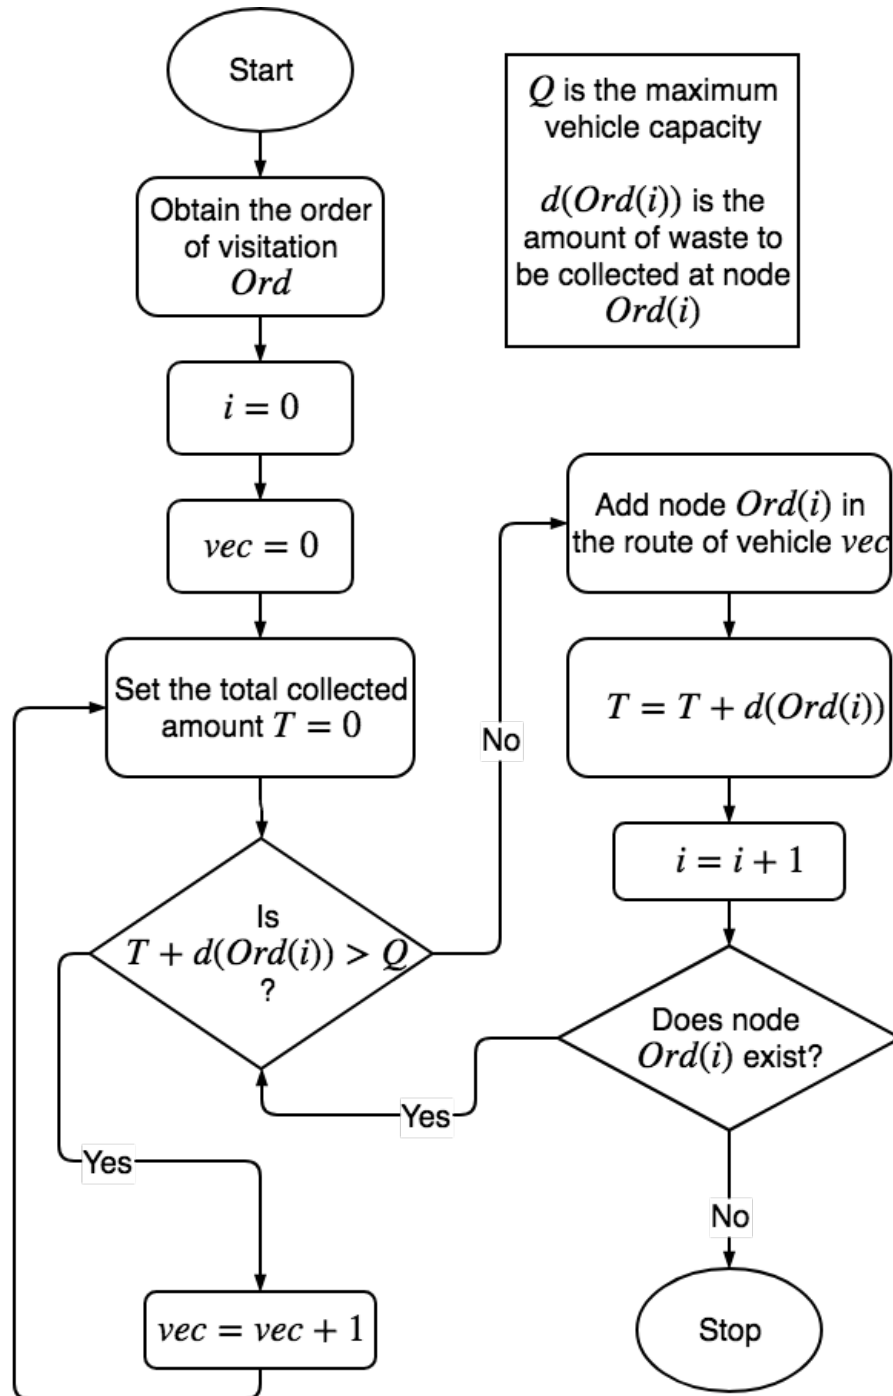 Start
Q is the maximum
vehicle capacity
d(Ord(i)) is the
amount of waste to
be collected at node
Ord(i)
Obtain the order
of visitation
Ord
i = 0
vec = 0
Set the total collected
amount T = 0
Is
T + d(Ord(i)) > Q
?
Yes
vec = vec + 1
No
Add node Ord(i) in
the route of vehicle vec
T = T + d(Ord(i))
i = i + 1
Does node
Ord(i) exist?
Yes
No
Stop